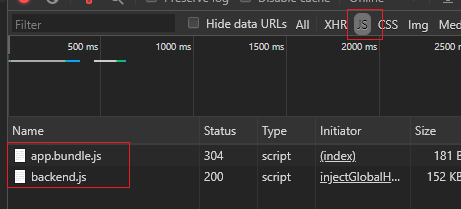 Preserve log Disable cache Online
Filter Hide data URLs All XHR JS CSS Img Med
500 ms 1000 ms 1500 ms 2000 ms
Name Status Type Initiator Size
app.bundle.js 304 script (index) 181 B
backend.js 200 script injectGlobalH... 152 KB